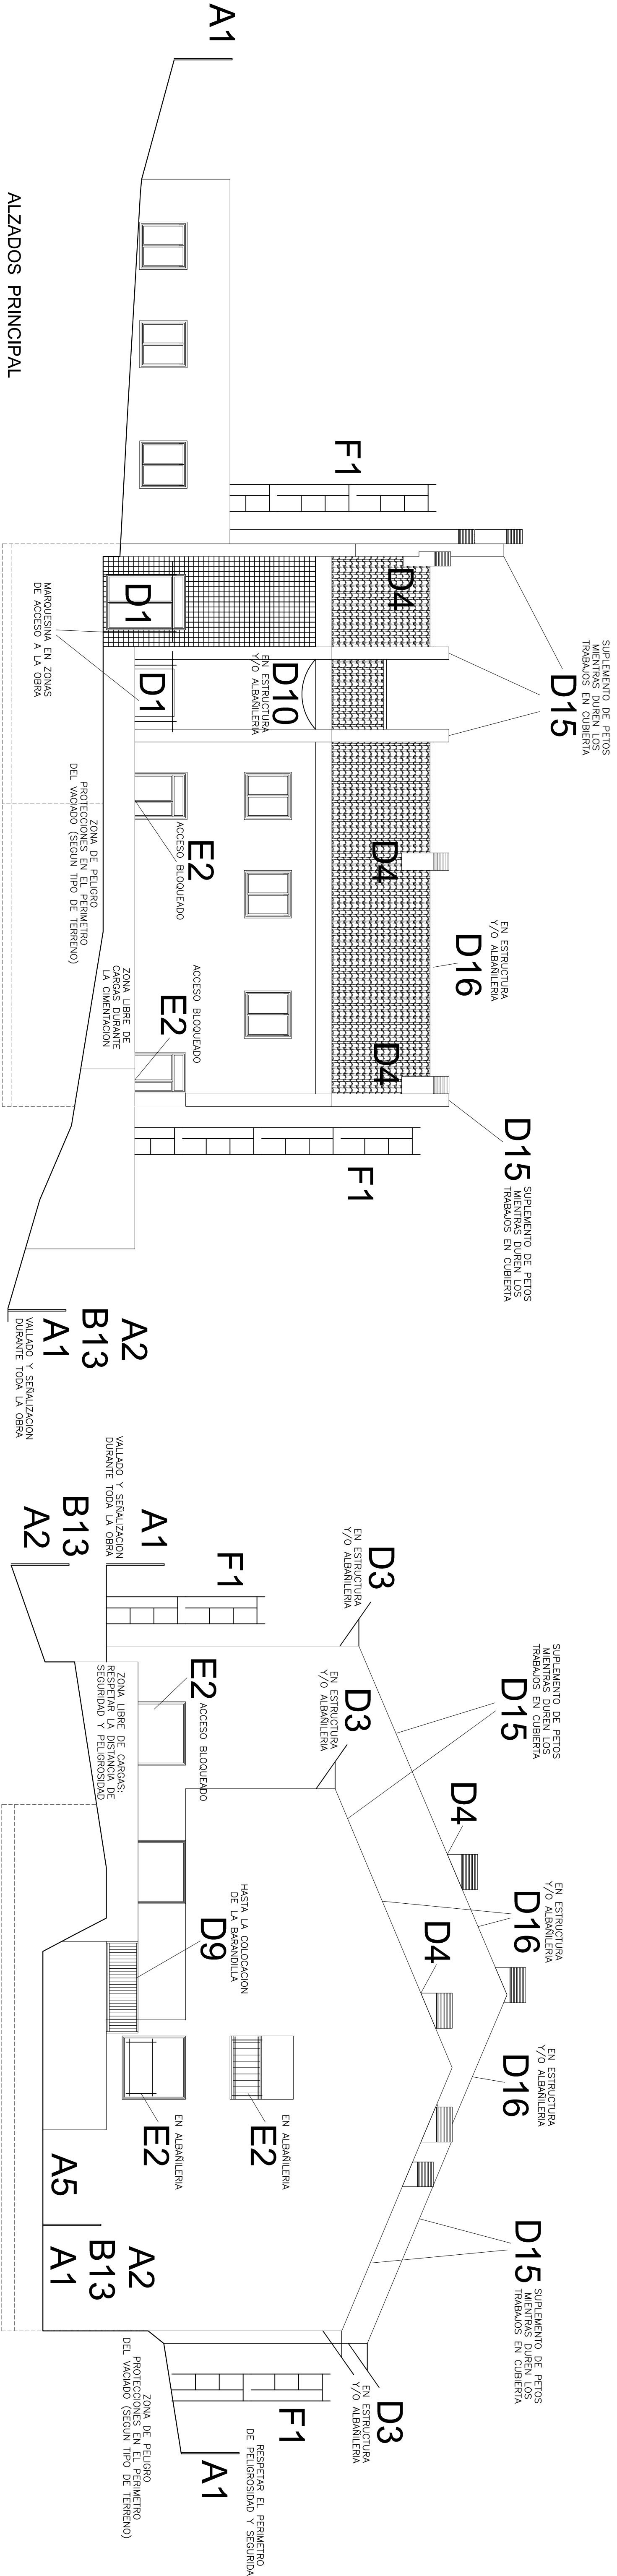 A1
SUPLEMENTO DE PETOS
MIENTRAS DUREN LOS
TRABAJOS EN CUBIERTA
D15
F1
D4
D1
MARQUESINA EN ZONAS
DE ACCESO A LA OBRA
D1
D10
EN ESTRUCTURA
Y/O ALBAÑILERIA
D4
EN ESTRUCTURA
Y/O ALBAÑILERIA
D16
D4
E2
ACCESO BLOQUEADO
ZONA DE PELIGRO
PROTECCIONES EN EL PERIMETRO
DEL VACIADO (SEGUN TIPO DE TERRENO)
ACCESO BLOQUEADO
E2
ZONA LIBRE DE
CARGAS DURANTE
LA CIMENTACION
D15
SUPLEMENTO DE PETOS
MIENTRAS DUREN LOS
TRABAJOS EN CUBIERTA
F1
A2
B13
A1
VALLADO Y SEÑALIZACION
DURANTE TODA LA OBRA
ALZADOS PRINCIPAL
VALLADO Y SEÑALIZACION
DURANTE TODA LA OBRA
A1
B13
A2
F1
D3
EN ESTRUCTURA
Y/O ALBAÑILERIA
D3
EN ESTRUCTURA
Y/O ALBAÑILERIA
SUPLEMENTO DE PETOS
MIENTRAS DUREN LOS
TRABAJOS EN CUBIERTA
D15
D4
EN ESTRUCTURA
Y/O ALBAÑILERIA
D16
D4
E2
ACCESO BLOQUEADO
ZONA LIBRE DE CARGAS:
RESPETAR LA DISTANCIA DE
SEGURIDAD Y PELIGROSIDAD
HASTA LA COLOCACION
DE LA BARANDILLA
D9
EN ESTRUCTURA
Y/O ALBAÑILERIA
D16
EN ALBAÑILERIA
E2
EN ALBAÑILERIA
E2
D15
SUPLEMENTO DE PETOS
MIENTRAS DUREN LOS
TRABAJOS EN CUBIERTA
A5
A2
B13
A1
D3
EN ESTRUCTURA
Y/O ALBAÑILERIA
F1
A1
RESPETAR EL PERIMETRO
DE PELIGROSIDAD Y SEGURIDA
ZONA DE PELIGRO
PROTECCIONES EN EL PERIMETRO
DEL VACIADO (SEGUN TIPO DE TERRENO)